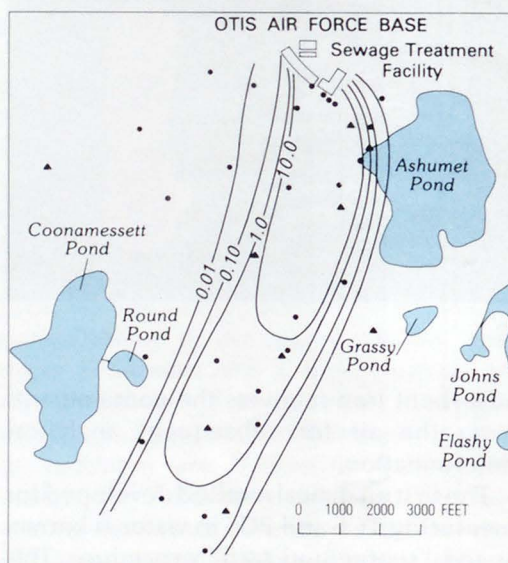 OTIS AIR FORCE BASE
Sewage Treatment
Facility
10.0
Ashumet
Pond
Coonamessett
Pond
1.0
0.10
0.01
Round
Pond
Grassy
Pond
Johns
Pond
Flashy
Pond
0 1000 2000 3000 FEET